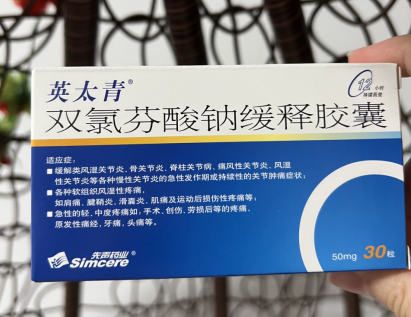 英太青®
12
小时
持续药效
双氯芬酸钠缓释胶囊
适应症:
■ 缓解类风湿关节炎、骨关节炎、脊柱关节病、痛风性关节炎、风湿
性关节炎等各种慢性关节炎的急性发作期或持续性的关节肿痛症状;
■ 各种软组织风湿性疼痛,
如肩痛、腱鞘炎、滑囊炎、肌痛及运动后损伤性疼痛等;
■ 急性的轻、中度疼痛如:手术、创伤、劳损后等的疼痛,
原发性痛经,牙痛,头痛等。
先声药业
Simcere
50mg 30粒